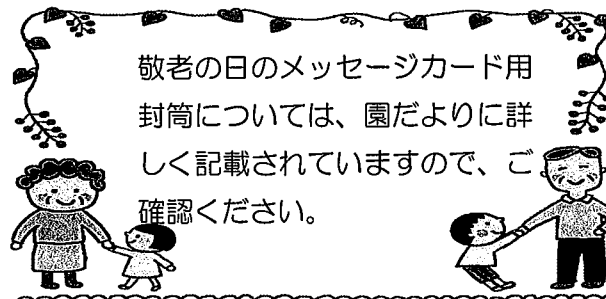 敬老の日のメッセージカード用
封筒については、園だよりに詳
しく記載されていますので、ご
確認ください。